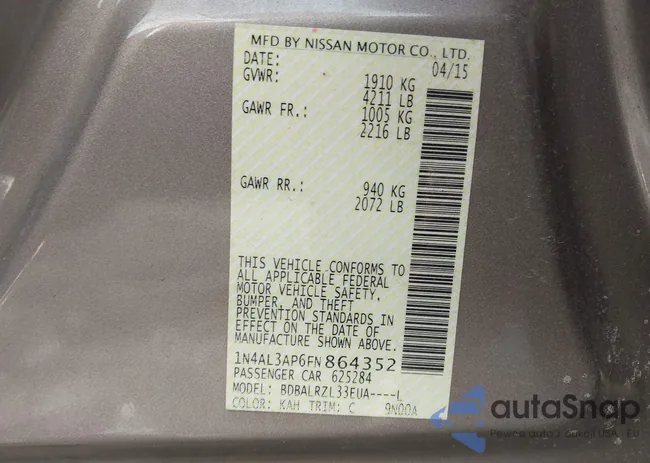 MFD BY NISSAN MOTOR CO., LTD.
DATE: 04/15
GVWR: 1910 KG
4211 LB
GAWR FR.: 1005 KG
2216 LB
GAWR RR.: 940 KG
2072 LB
THIS VEHICLE CONFORMS TO
ALL APPLICABLE FEDERAL
MOTOR VEHICLE SAFETY,
BUMPER, AND THEFT
PREVENTION STANDARDS IN
EFFECT ON THE DATE OF
MANUFACTURE SHOWN ABOVE.
1N4AL3AP6FN864352
PASSENGER CAR 625284
MODEL: BDBALRZL33EUA----L
COLOR: KAH TRIM: C 9N00A
autaSnap